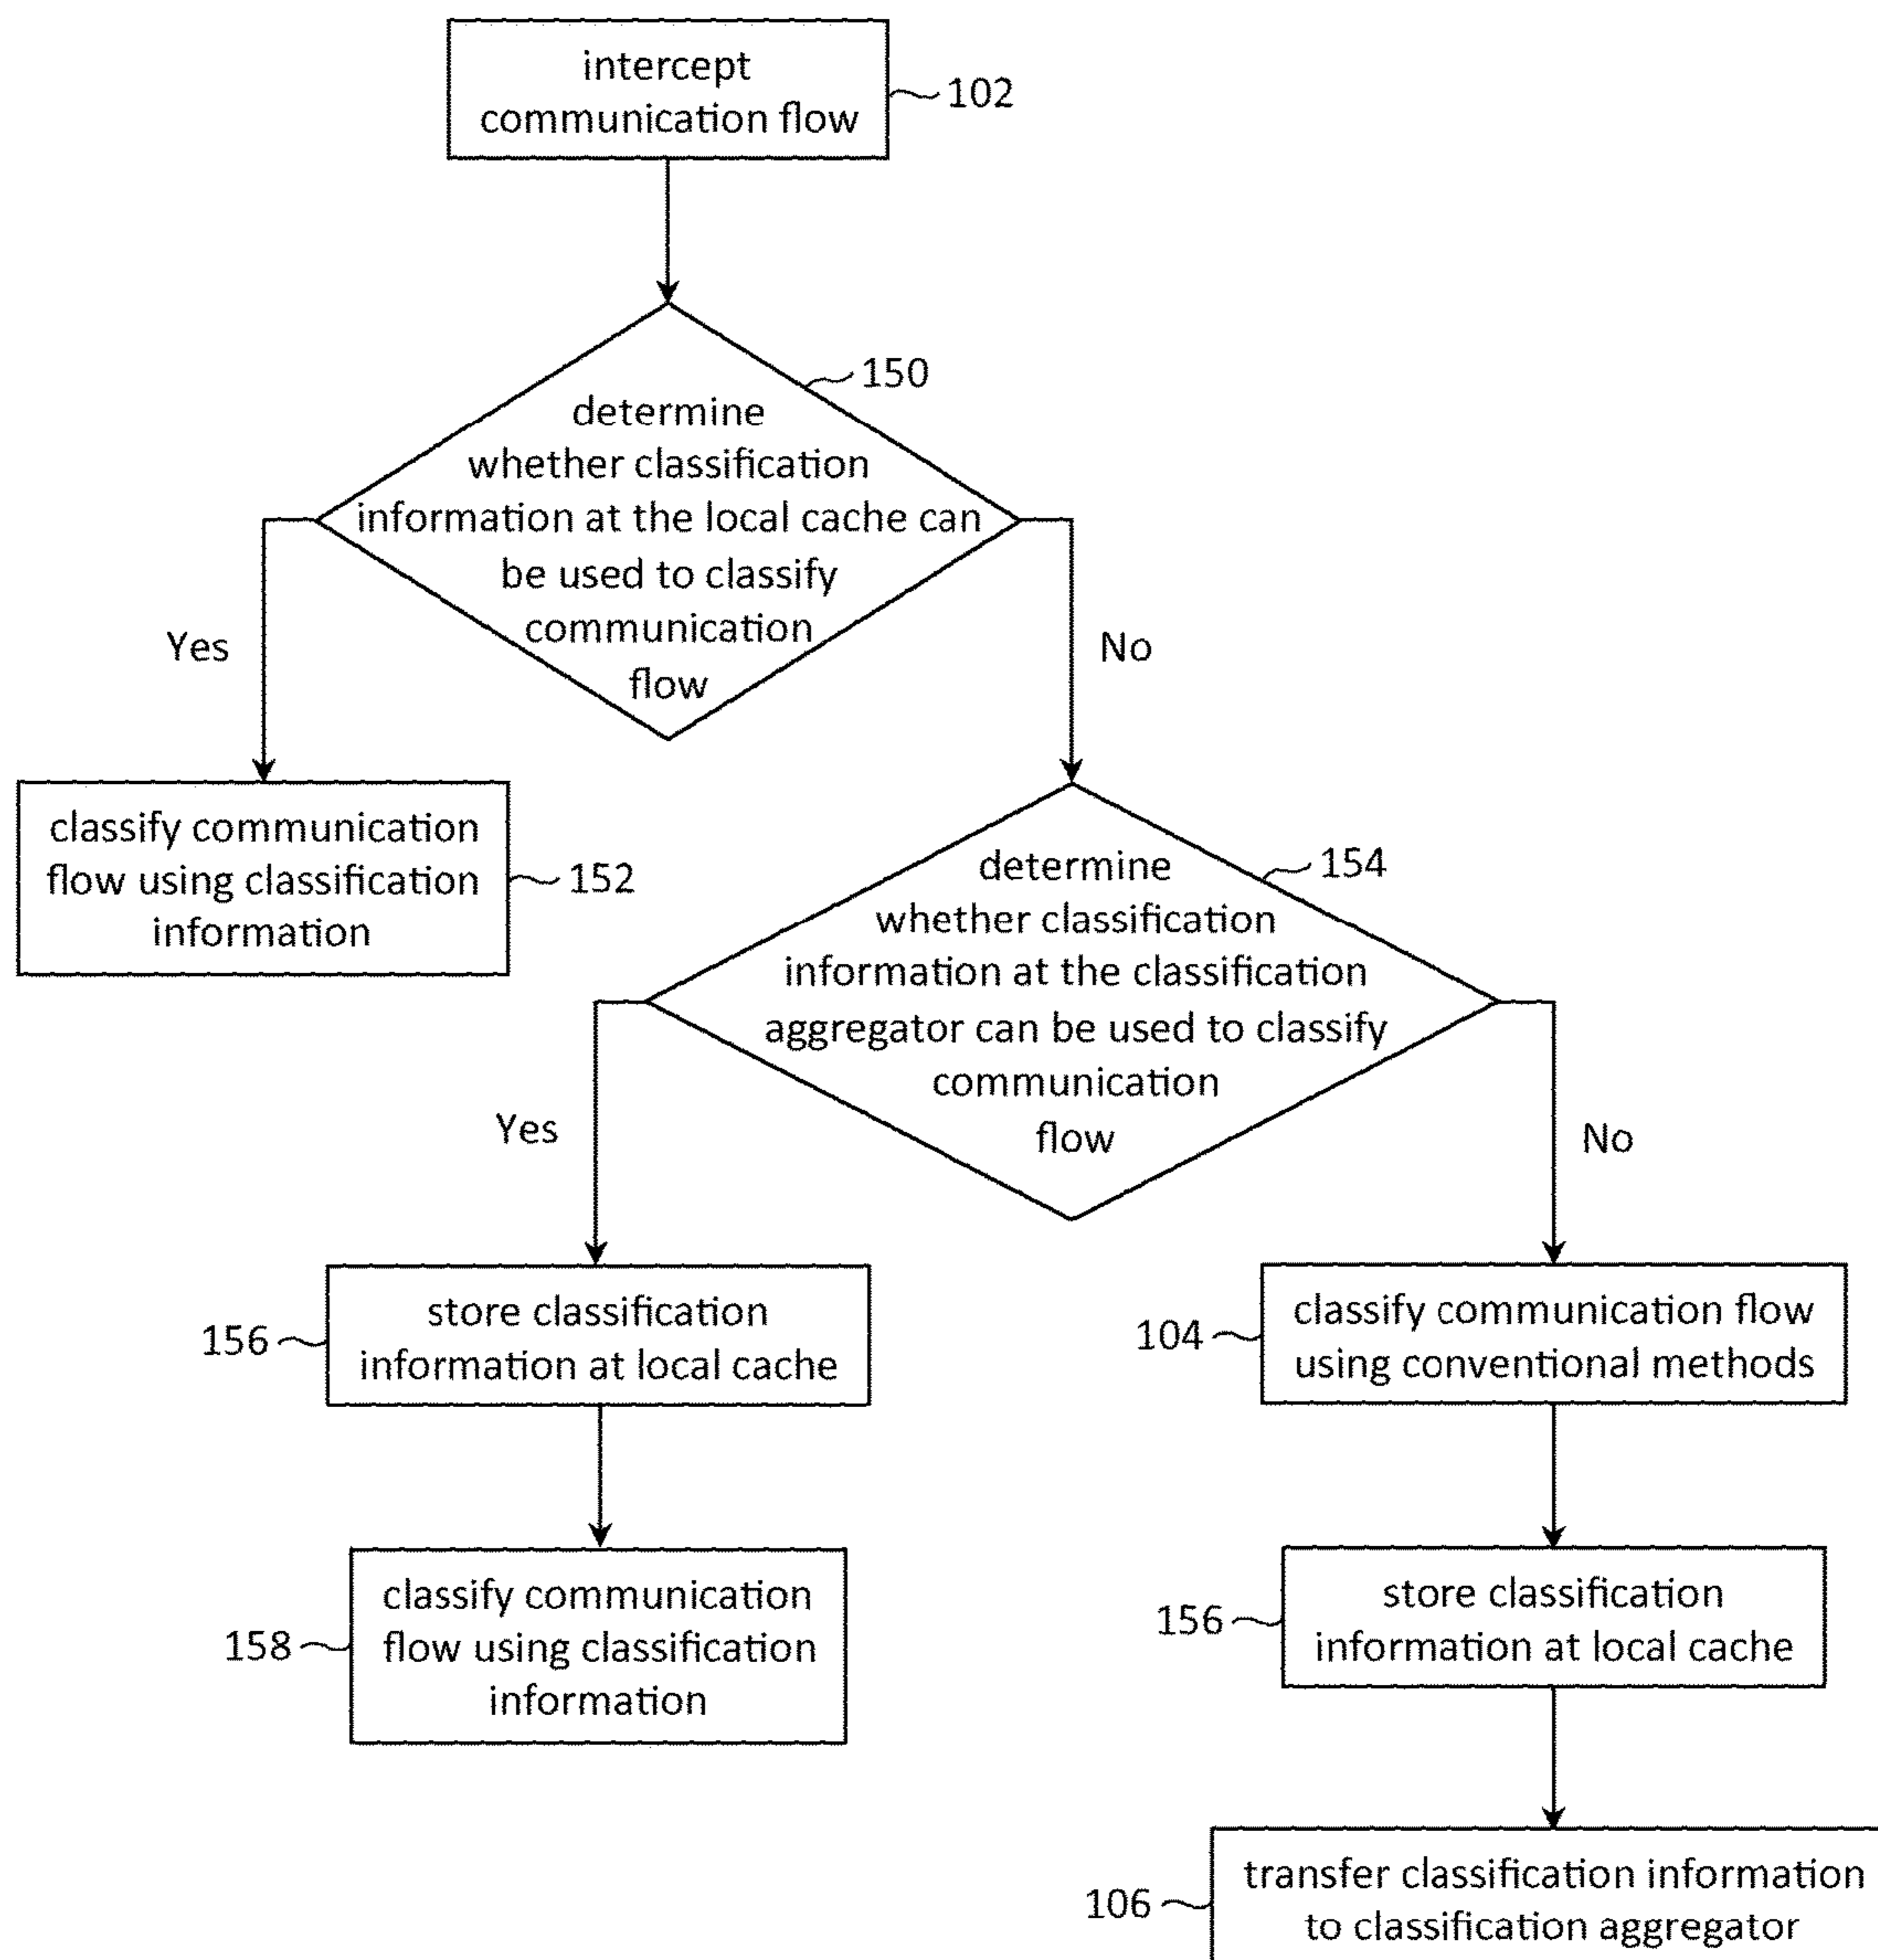 intercept
communication flow
102
150
determine
whether classification
information at the local cache can
be used to classify
communication
flow
Yes
No
classify communication
flow using classification
information
152
154
determine
whether classification
information at the classification
aggregator can be used to classify
communication
flow
Yes
No
156
store classification
information at local cache
104
classify communication flow
using conventional methods
158
classify communication
flow using classification
information
156
store classification
information at local cache
106
transfer classification information
to classification aggregator